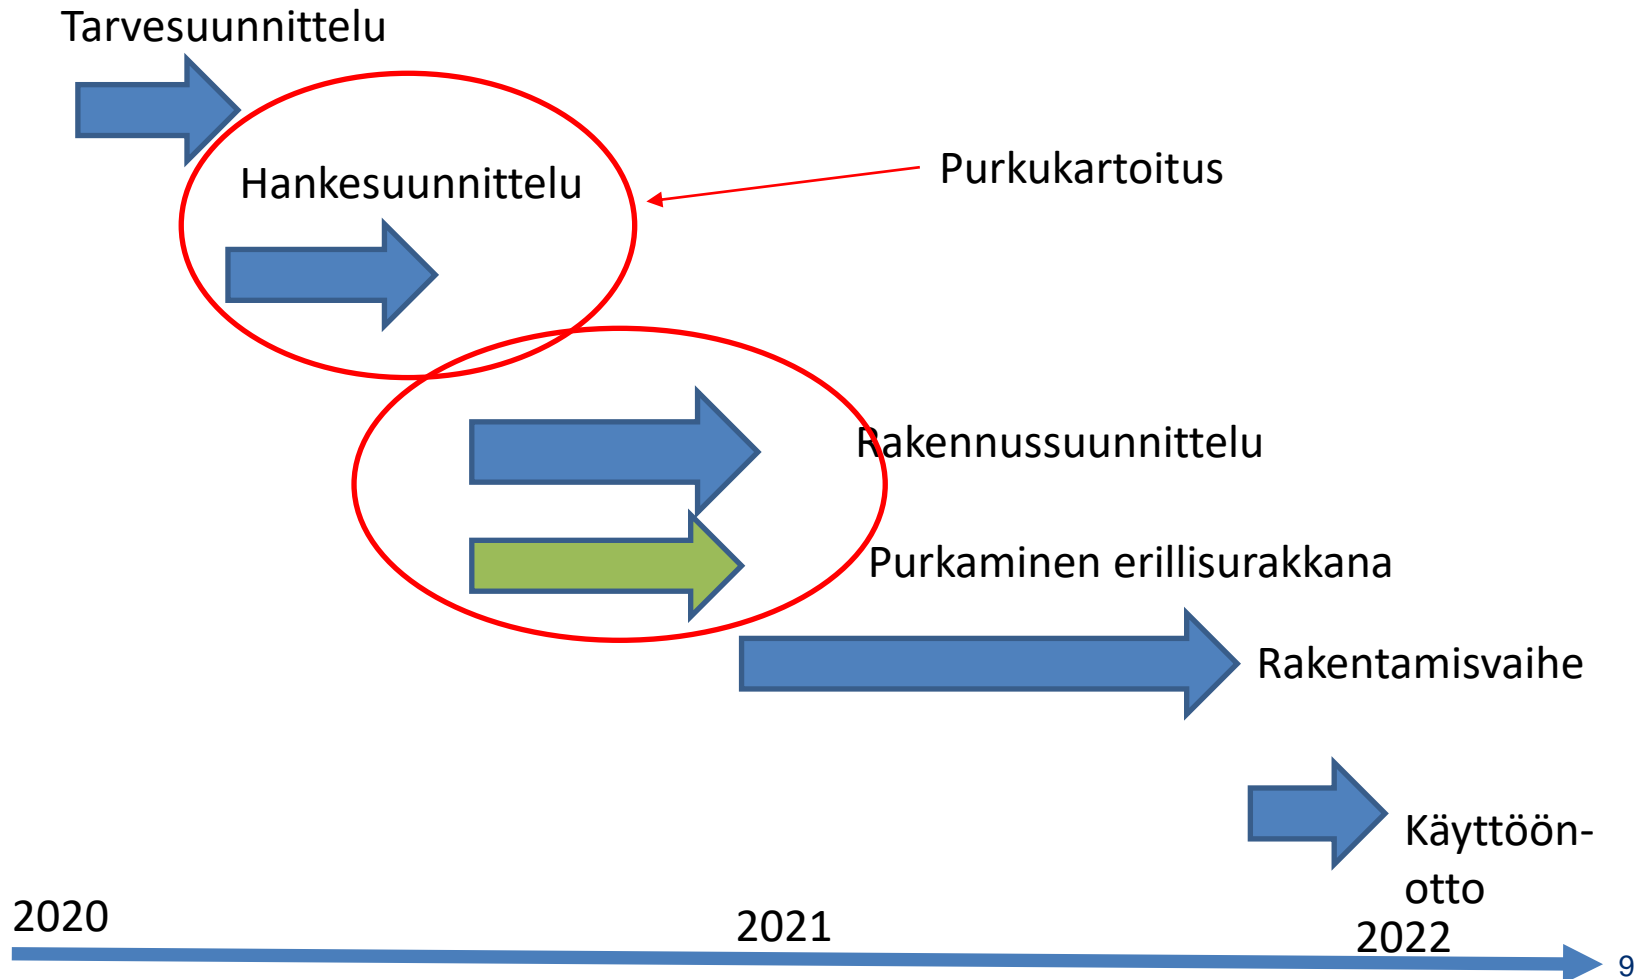 Tarvesuunnittelu
Hankesuunnittelu
Purkukartoitus
Rakennussuunnittelu
Purkaminen erillisurakkana
Rakentamisvaihe
Käyttöön-
otto
2020
2021
2022
9